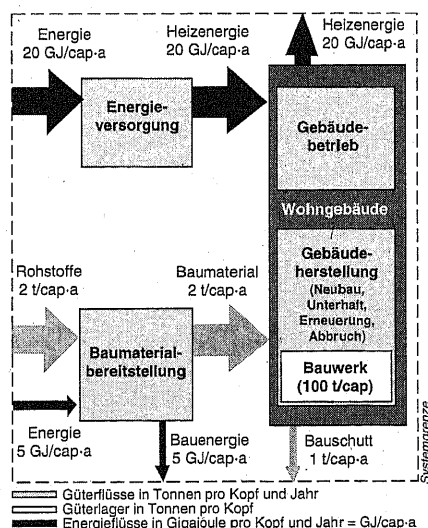 Energie
20 GJ/cap·a
Heizenergie
20 GJ/cap·a
Heizenergie
20 GJ/cap·a
Energie-
versorgung
Gebäude-
betrieb
Wohngebäude
Rohstoffe
2 t/cap·a
Baumaterial
2 t/cap·a
Gebäude-
herstellung
(Neubau,
Unterhalt,
Erneuerung,
Abbruch)
Baumaterial-
bereitstellung
Bauwerk
(100 t/cap)
Energie
5 GJ/cap·a
Bauenergie
5 GJ/cap·a
Bauschutt
1 t/cap·a
Systemgrenze
Güterflüsse in Tonnen pro Kopf und Jahr
Güterlager in Tonnen pro Kopf
Energieflüsse in Gigajoule pro Kopf und Jahr = GJ/cap·a